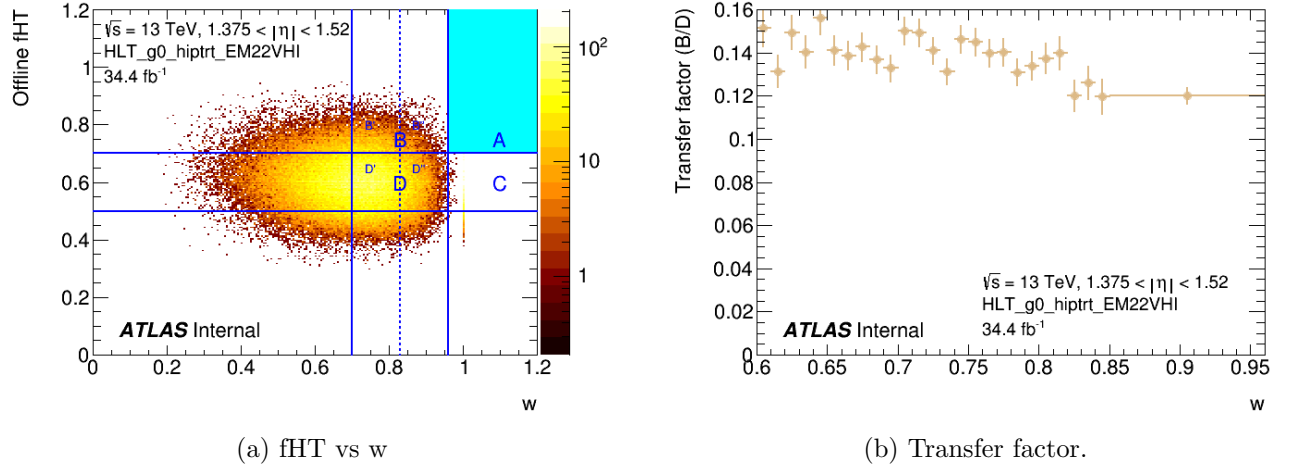 Offline fHT
1.2
1
0.8
0.6
0.4
0.2
0
√s = 13 TeV, 1.375 < |η| < 1.52
HLT_g0_hiptrt_EM22VHI
34.4 fb⁻¹
B
B
A
D'
D''
D
C
ATLAS Internal
0 0.2 0.4 0.6 0.8 1 1.2
w
10²
10
1
(a) fHT vs w
Transfer factor (B/D)
0.16
0.14
0.12
0.1
0.08
0.06
0.04
0.02
0
√s = 13 TeV, 1.375 < |η| < 1.52
HLT_g0_hiptrt_EM22VHI
34.4 fb⁻¹
ATLAS Internal
0.6 0.65 0.7 0.75 0.8 0.85 0.9 0.95
w
(b) Transfer factor.